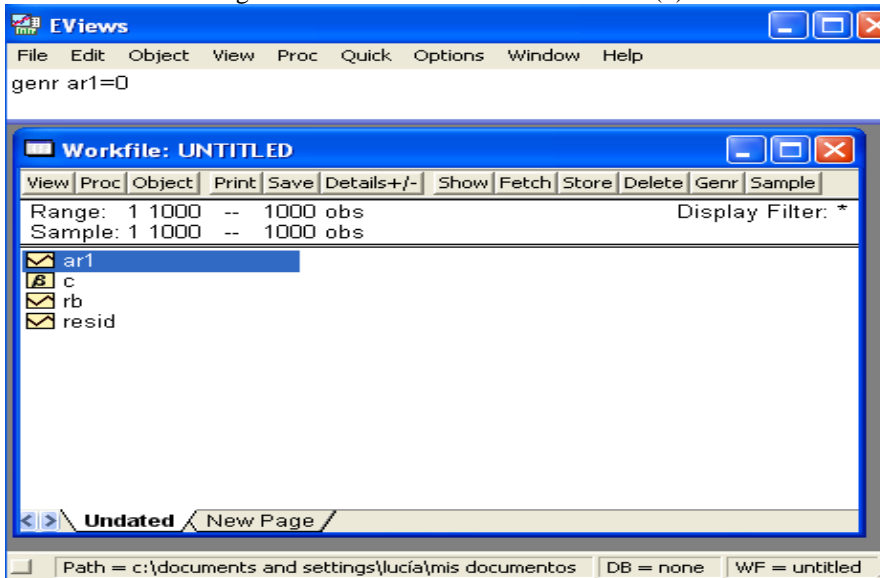 EViews
File Edit Object View Proc Quick Options Window Help
genr ar1=0
Workfile: UNTITLED
View Proc Object Print Save Details+/- Show Fetch Store Delete Genr Sample
Range: 1 1000 -- 1000 obs Display Filter: *
Sample: 1 1000 -- 1000 obs
ar1
β c
rb
resid
< > Undated New Page
Path = c:\documents and settings\lucía\mis documentos DB = none WF = untitled